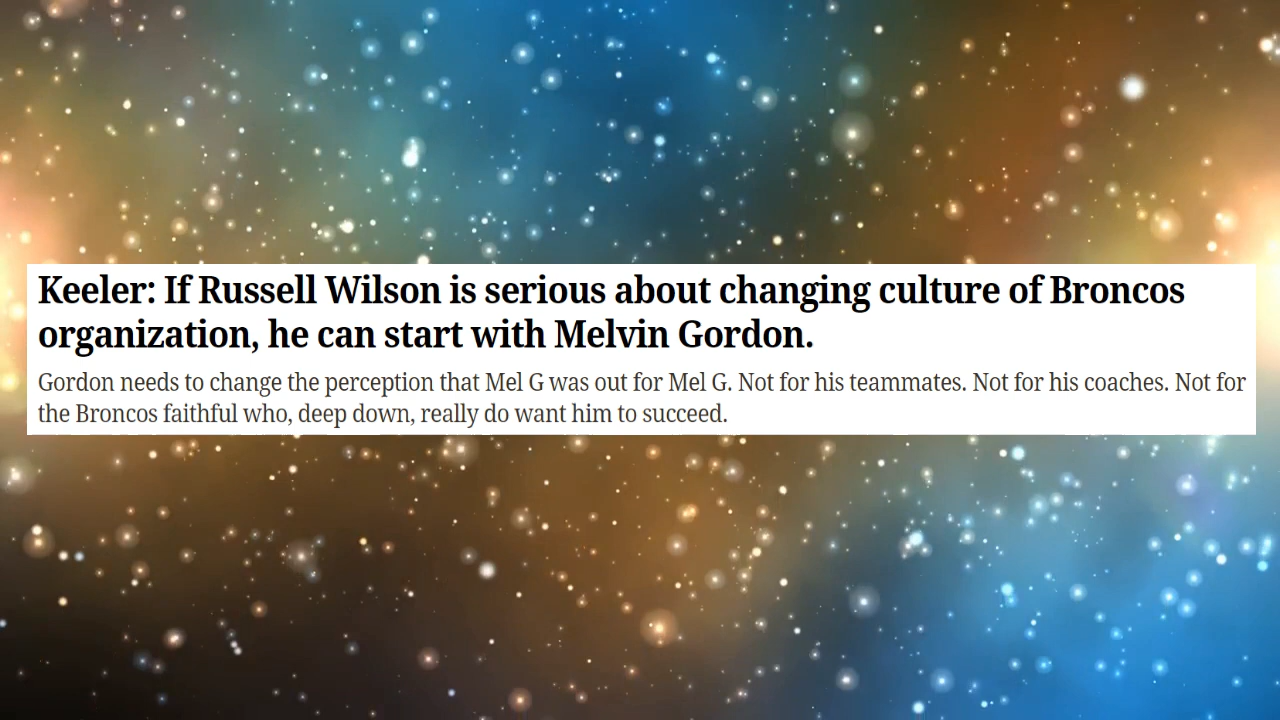 Keeler: If Russell Wilson is serious about changing culture of Broncos
organization, he can start with Melvin Gordon.
Gordon needs to change the perception that Mel G was out for Mel G. Not for his teammates. Not for his coaches. Not for
the Broncos faithful who, deep down, really do want him to succeed.